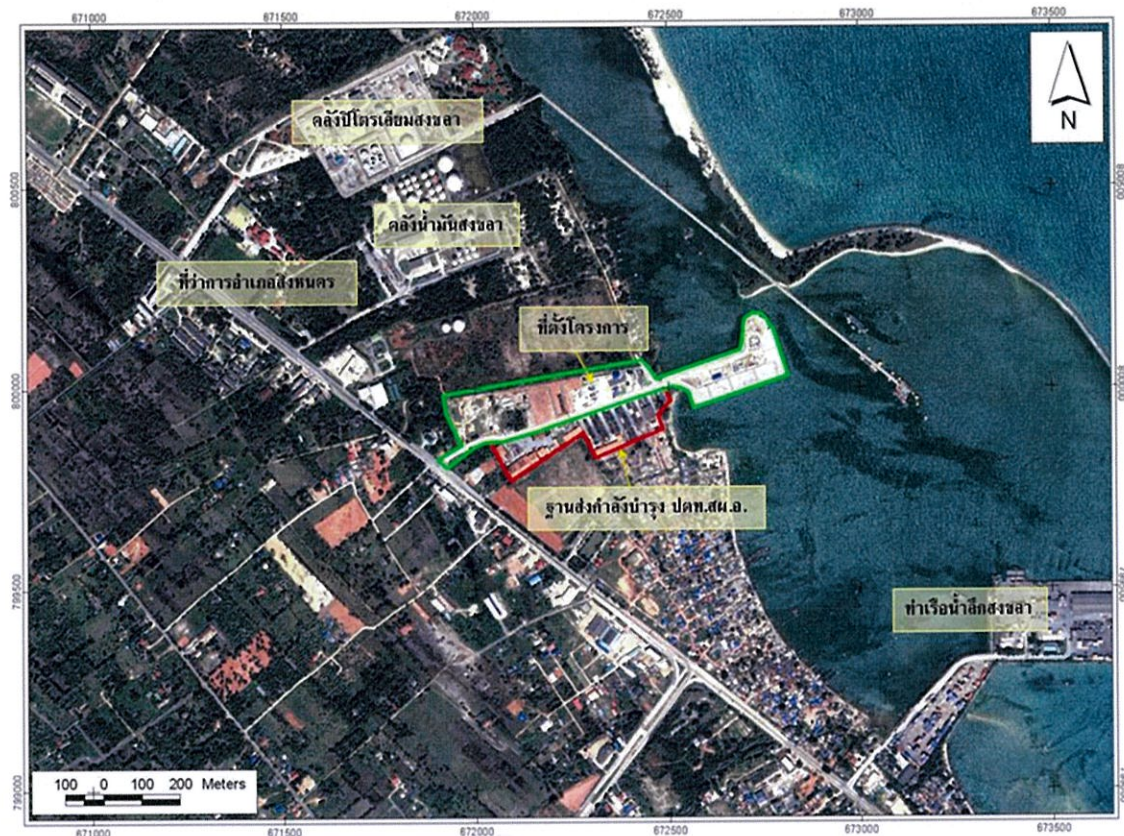 671000 671500 672000 672500 673000 673500
N
คลังปิโตรเลียมสงขลา
800500 800500
คลังน้ำมันสงขลา
ที่ว่าการอำเภอสิงหนคร
ที่ตั้งโครงการ
800000 800000
ฐานส่งกำลังบำรุง ปตท.สผ.อ.
799500 799500
ท่าเรือน้ำลึกสงขลา
100 0 100 200 Meters
799000 799000
671000 671500 672000 672500 673000 673500